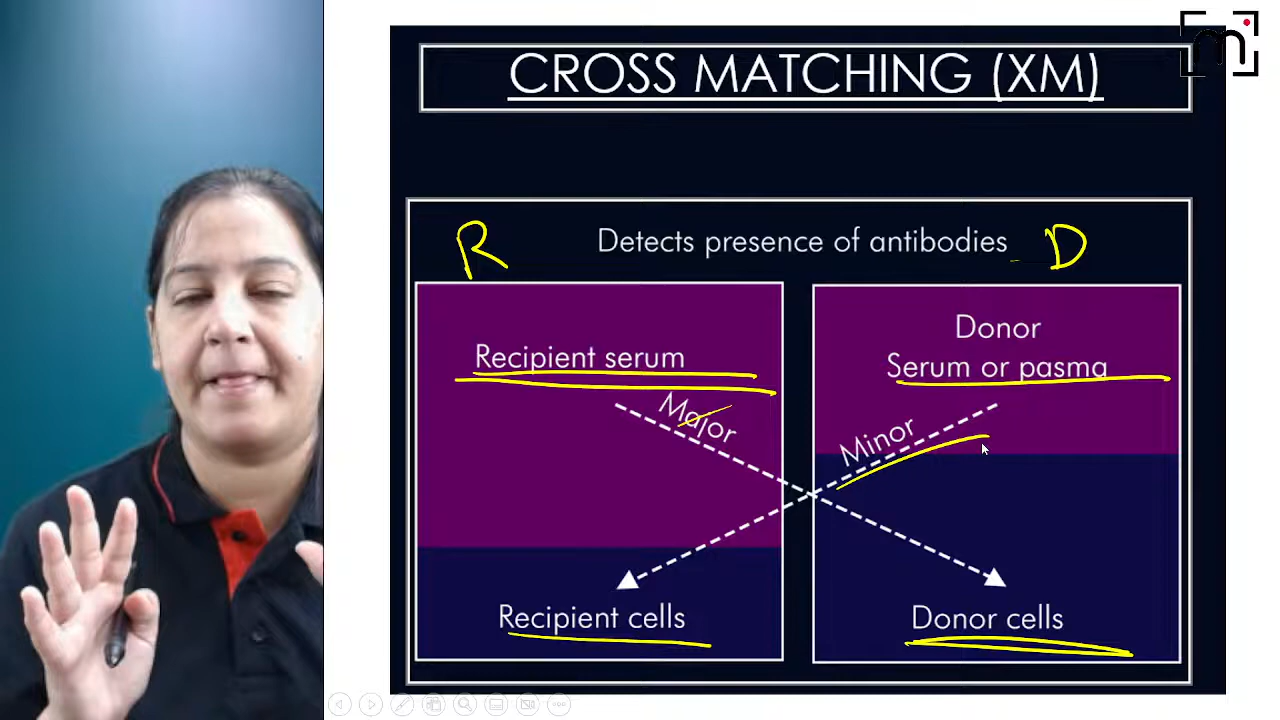 CROSS MATCHING (XM)
R
Detects presence of antibodies
D
Recipient serum
Donor
Serum or pasma
Major
Minor
Recipient cells
Donor cells
m